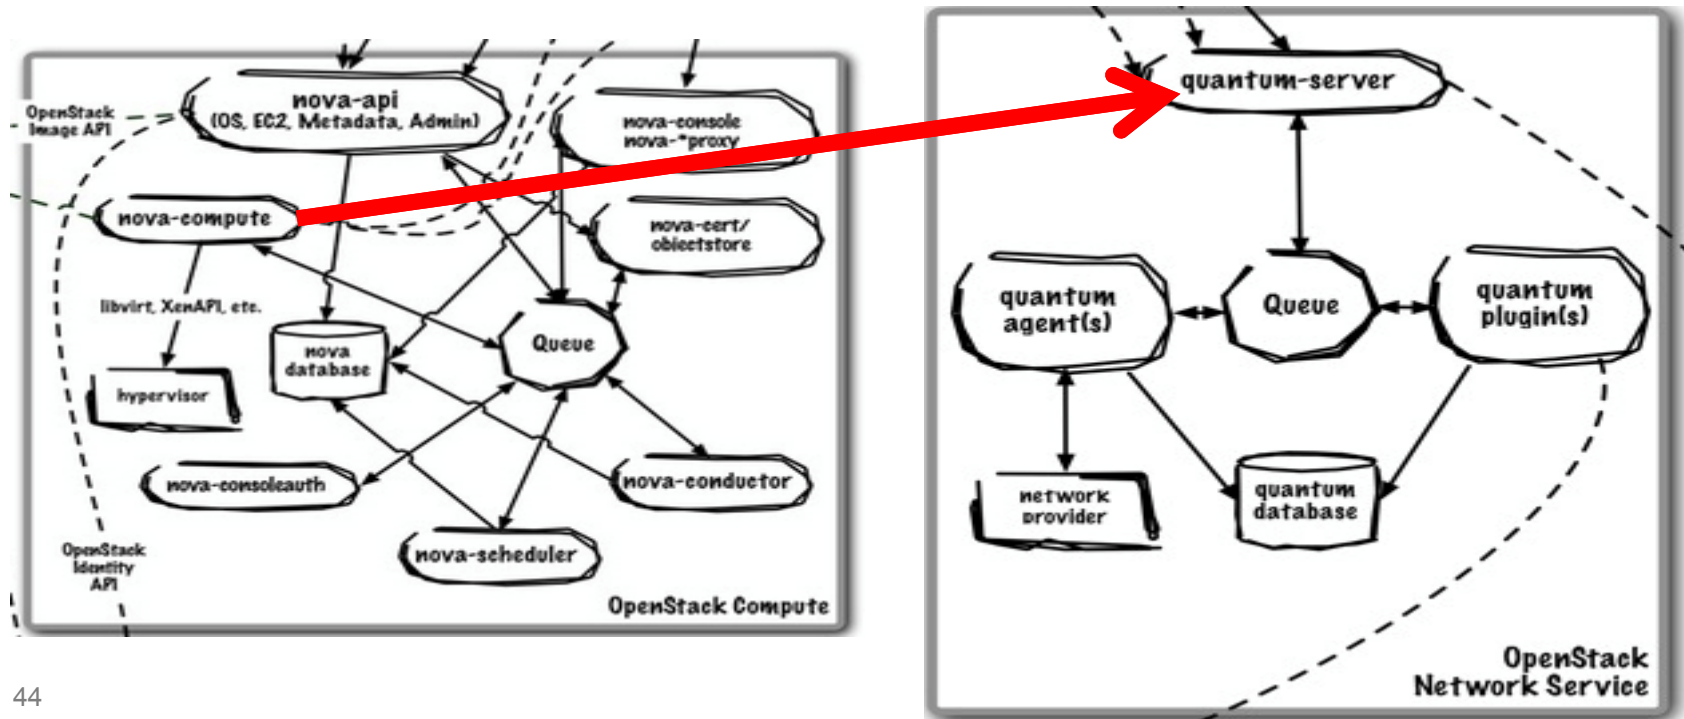 OpenStack
Image API
nova-api
(OS, EC2, Metadata, Admin)
nova-console
nova-*proxy
nova-compute
nova-cert/
objectstore
libvirt, XenAPI, etc.
nova
database
Queue
hypervisor
nova-consoleauth
nova-conductor
nova-scheduler
OpenStack
Identity
API
OpenStack Compute
quantum-server
quantum
agent(s)
Queue
quantum
plugin(s)
network
provider
quantum
database
OpenStack
Network Service
44